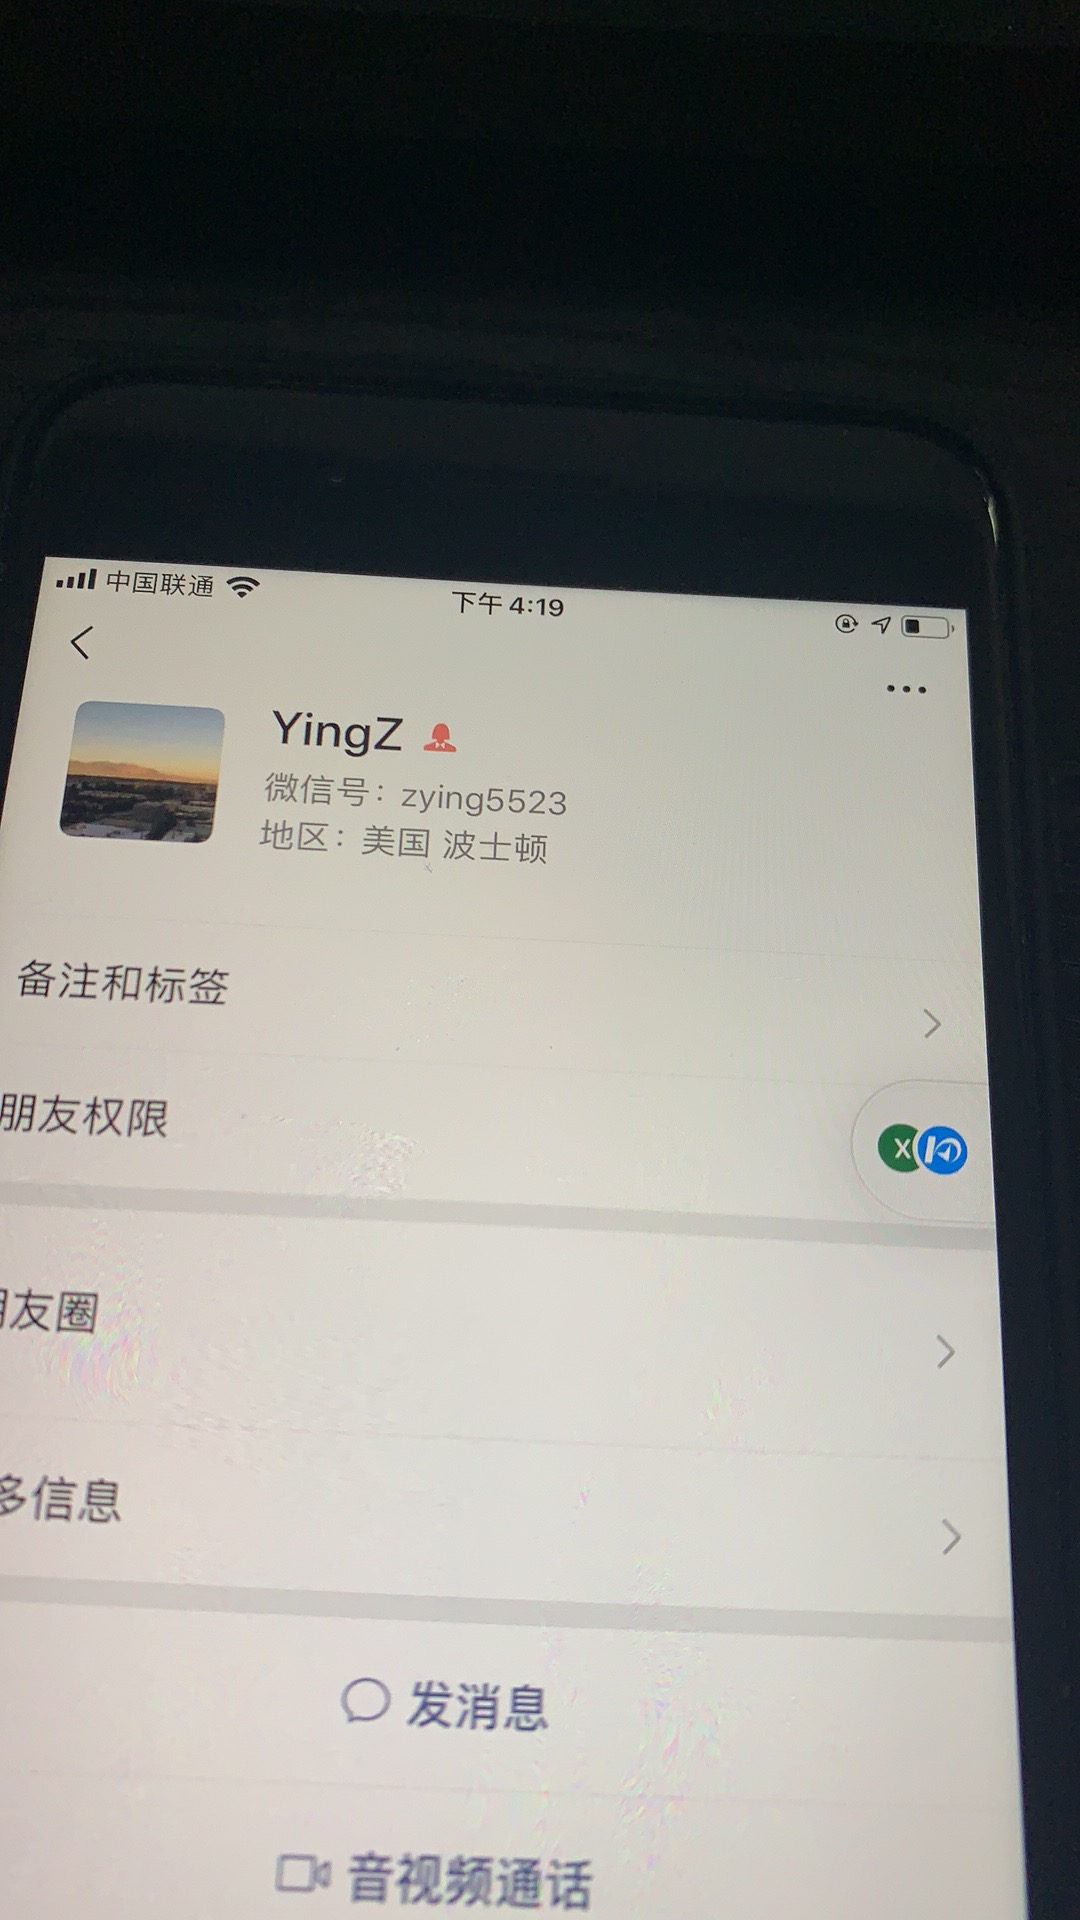 中国联通
下午4:19
YingZ
微信号：zying5523
地区：美国 波士顿
备注和标签
朋友权限
X
友圈
多信息
发消息
音视频通话